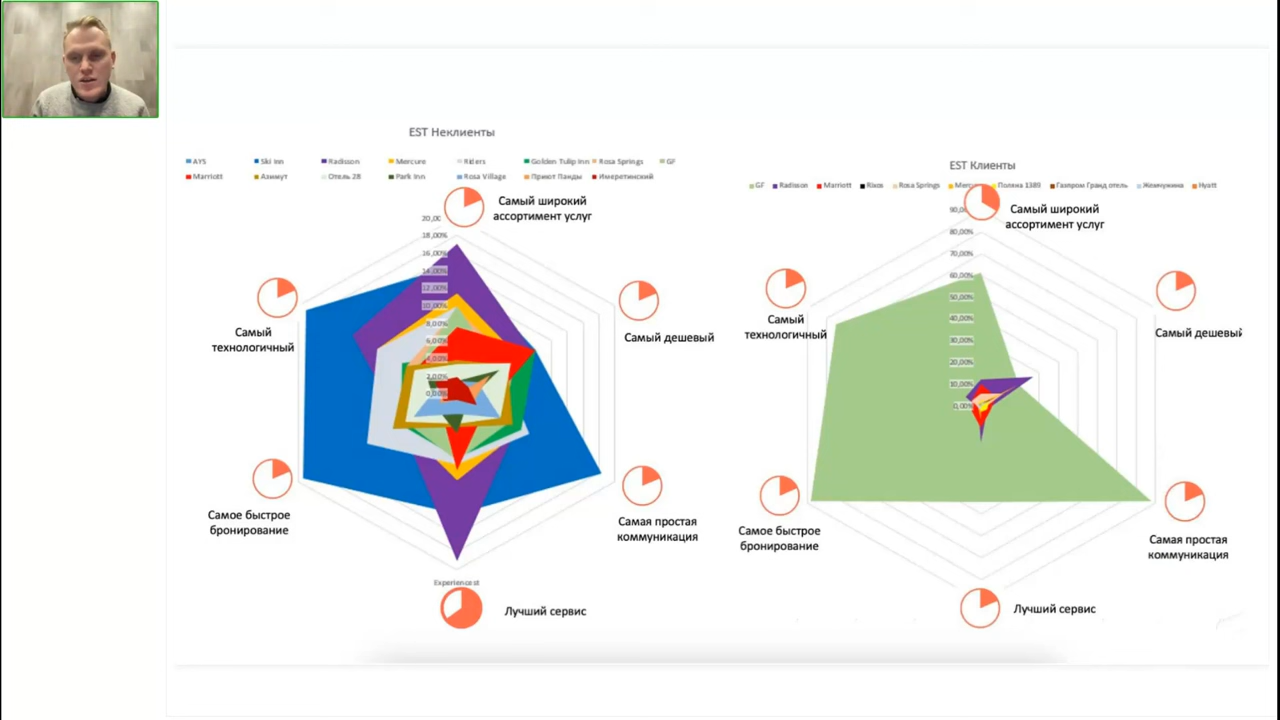 EST Неклиенты
AYS Ski Inn Radisson Mercure Riders Golden Tulip Inn Rosa Springs GF
Marriott Азимут Отель 28 Park Inn Rosa Village Приют Панды Имеретинский
Самый широкий
ассортимент услуг
20,00
18,00%
16,00%
14,00%
12,00%
10,00%
8,00%
6,00%
4,00%
2,00%
0,00%
Самый
технологичный
Самый дешевый
Самое быстрое
бронирование
Самая простая
коммуникация
Experience st
Лучший сервис
EST Клиенты
GF Radisson Marriott Rixos Rosa Springs Поляна 1389 Газпром Гранд отель Жемчужина Hyatt
Самый широкий
ассортимент услуг
80,00%
70,00%
60,00%
50,00%
40,00%
30,00%
20,00%
10,00%
0,00%
Самый
технологичный
Самый дешевый
Самое быстрое
бронирование
Самая простая
коммуникация
Лучший сервис